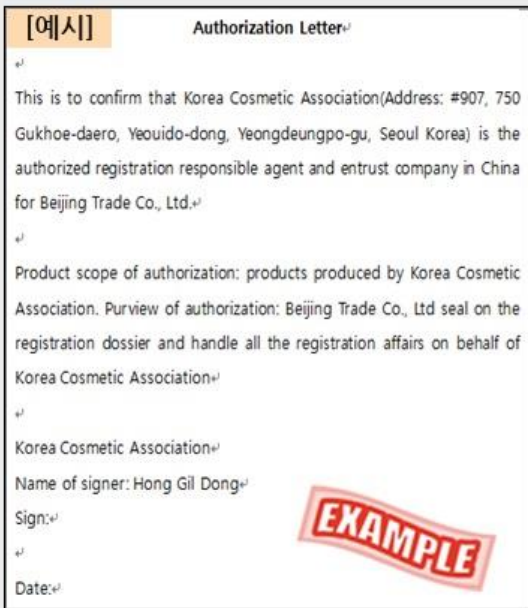 [예시]
Authorization Letter
This is to confirm that Korea Cosmetic Association(Address: #907, 750
Gukhoe-daero, Yeouido-dong, Yeongdeungpo-gu, Seoul Korea) is the
authorized registration responsible agent and entrust company in China
for Beijing Trade Co., Ltd.
Product scope of authorization: products produced by Korea Cosmetic
Association. Purview of authorization: Beijing Trade Co., Ltd seal on the
registration dossier and handle all the registration affairs on behalf of
Korea Cosmetic Association
Korea Cosmetic Association
Name of signer: Hong Gil Dong
Sign:
EXAMPLE
Date: